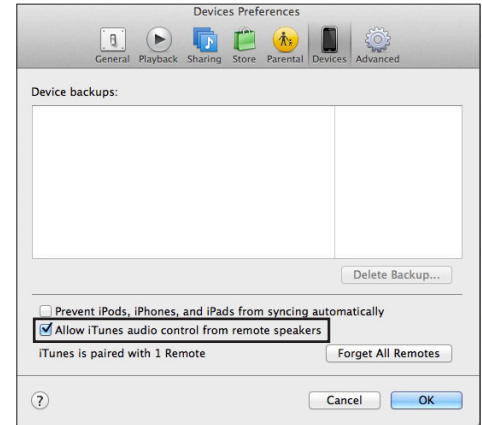 Devices Preferences
General Playback Sharing Store Parental Devices Advanced
Device backups:
Delete Backup...
Prevent iPods, iPhones, and iPads from syncing automatically
Allow iTunes audio control from remote speakers
iTunes is paired with 1 Remote Forget All Remotes
? Cancel OK